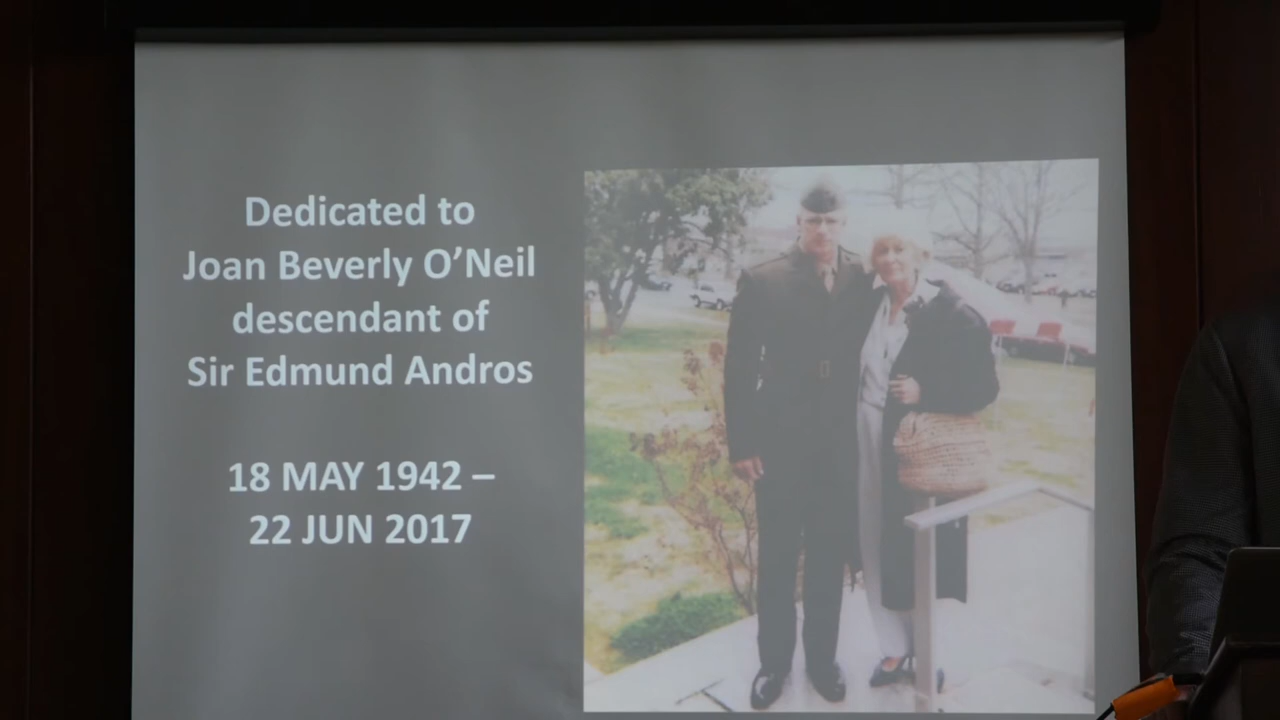 Dedicated to
Joan Beverly O’Neil
descendant of
Sir Edmund Andros
18 MAY 1942 –
22 JUN 2017